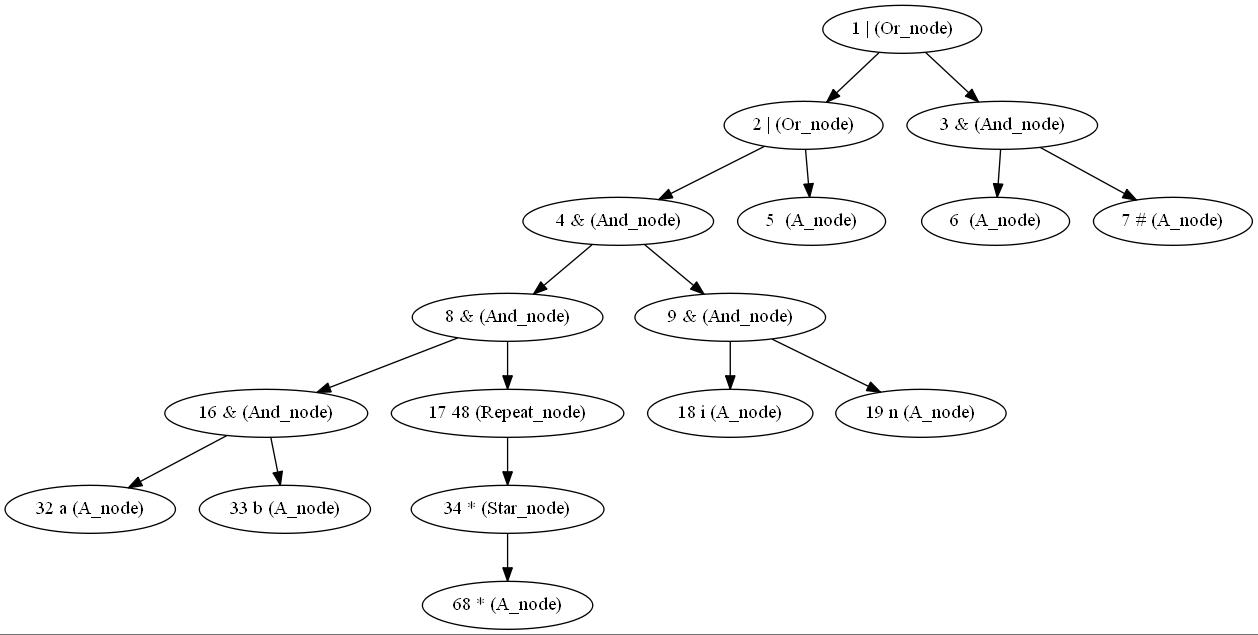 1 | (Or_node)
2 | (Or_node)
3 & (And_node)
4 & (And_node)
5  (A_node)
6  (A_node)
7 # (A_node)
8 & (And_node)
9 & (And_node)
16 & (And_node)
17 48 (Repeat_node)
18 i (A_node)
19 n (A_node)
32 a (A_node)
33 b (A_node)
34 * (Star_node)
68 * (A_node)